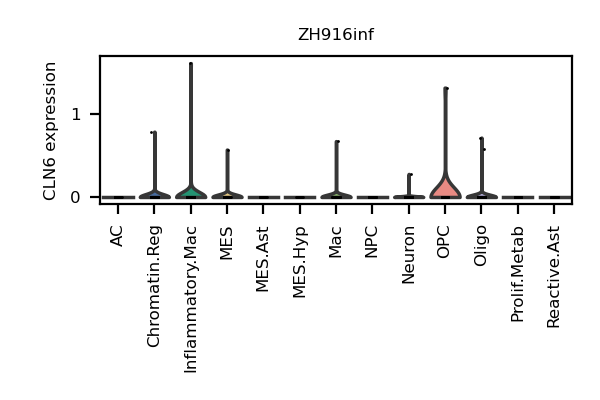 ZH916inf
CLN6 expression
1
0
AC
Chromatin.Reg
Inflammatory.Mac
MES
MES.Ast
MES.Hyp
Mac
NPC
Neuron
OPC
Oligo
Prolif.Metab
Reactive.Ast